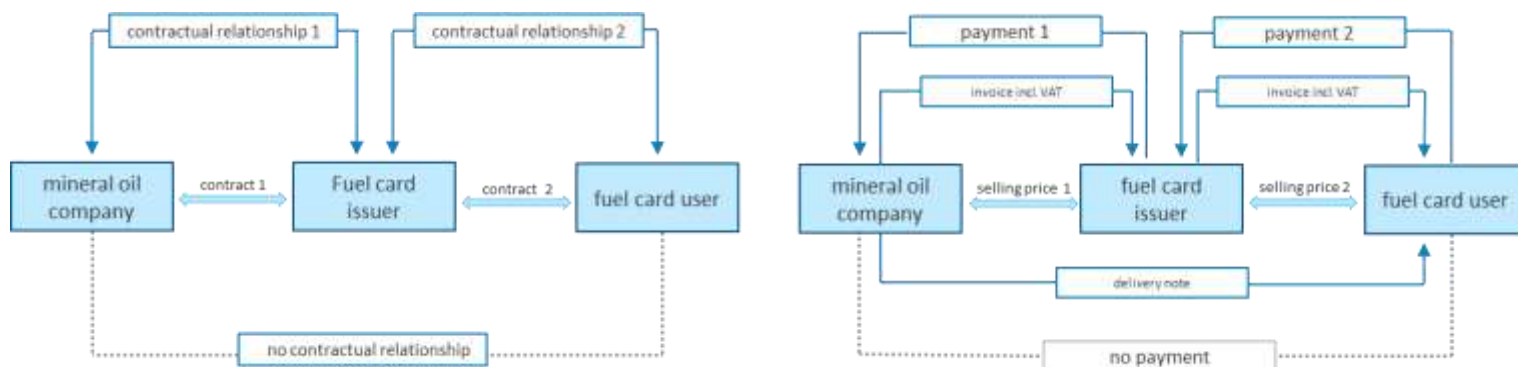 contractual relationship 1
contractual relationship 2
mineral oil
company
contract 1
Fuel card
issuer
contract 2
fuel card user
no contractual relationship
payment 1
payment 2
invoice incl. VAT
invoice incl. VAT
mineral oil
company
selling price 1
fuel card
issuer
selling price 2
fuel card user
delivery note
no payment